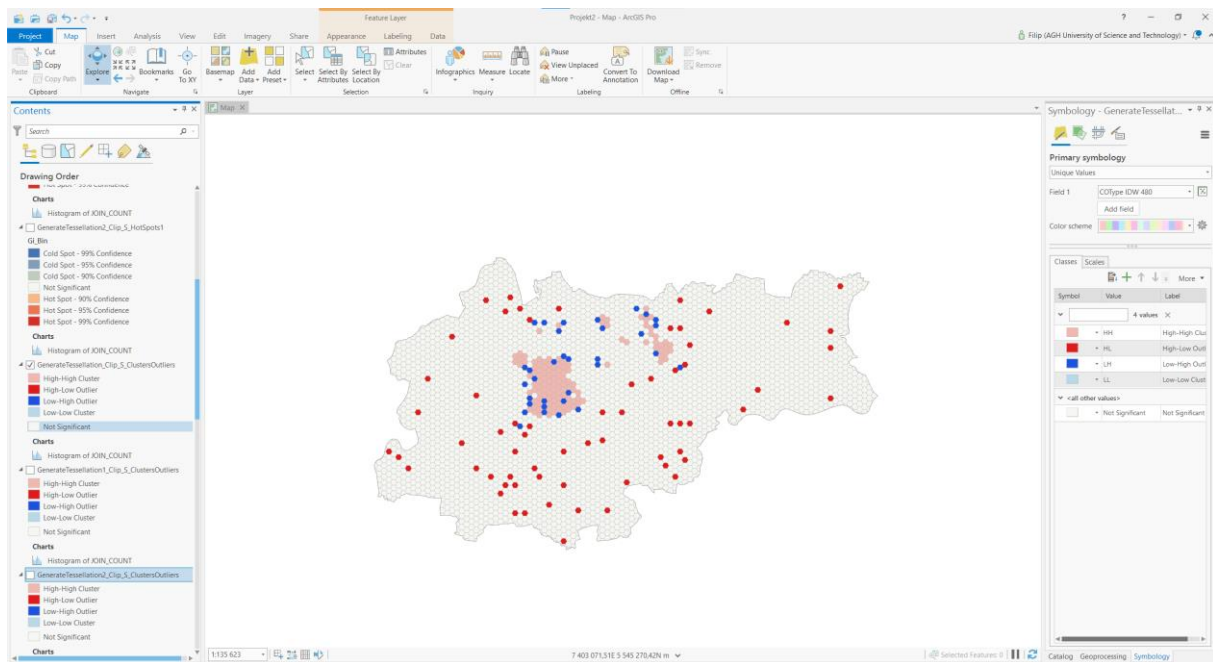 Feature Layer
Projekt2 - Map - ArcGIS Pro
? 
Project Map Insert Analysis View Edit Imagery Share Appearance Labeling Data
Filip (AGH University of Science and Technology)
Paste
Cut
Copy
Copy Path
Clipboard
Explore
Bookmarks
Go To XY
Navigate
Basemap
Add Data
Add Preset
Layer
Select
Select By Attributes
Select By Location
Attributes
Clear
Selection
Infographics
Measure
Locate
Inquiry
Pause
View Unplaced
More
Convert To Annotation
Labeling
Download Map
Sync
Remove
Offline
Contents
Search
Drawing Order
Hot Spot - 99% Confidence
Charts
Histogram of JOIN_COUNT
GenerateTessellation2_Clip_S_HotSpots1
Gi_Bin
Cold Spot - 99% Confidence
Cold Spot - 95% Confidence
Cold Spot - 90% Confidence
Not Significant
Hot Spot - 90% Confidence
Hot Spot - 95% Confidence
Hot Spot - 99% Confidence
Charts
Histogram of JOIN_COUNT
GenerateTessellation_Clip_S_ClustersOutliers
High-High Cluster
High-Low Outlier
Low-High Outlier
Low-Low Cluster
Not Significant
Charts
Histogram of JOIN_COUNT
GenerateTessellation1_Clip_S_ClustersOutliers
High-High Cluster
High-Low Outlier
Low-High Outlier
Low-Low Cluster
Not Significant
Charts
Histogram of JOIN_COUNT
GenerateTessellation2_Clip_S_ClustersOutliers
High-High Cluster
High-Low Outlier
Low-High Outlier
Low-Low Cluster
Not Significant
Charts
Map
1:135 623
7 403 071,51E 5 545 270,42N m
Selected Features: 0
Symbology - GenerateTessellat...
Primary symbology
Unique Values
Field 1
COType IDW 480
Add field
Color scheme
Classes Scales
More
Symbol Value Label
4 values
HH High-High Clus
HL High-Low Outl
LH Low-High Outl
LL Low-Low Clust
<all other values>
Not Significant Not Significant
Catalog Geoprocessing Symbology